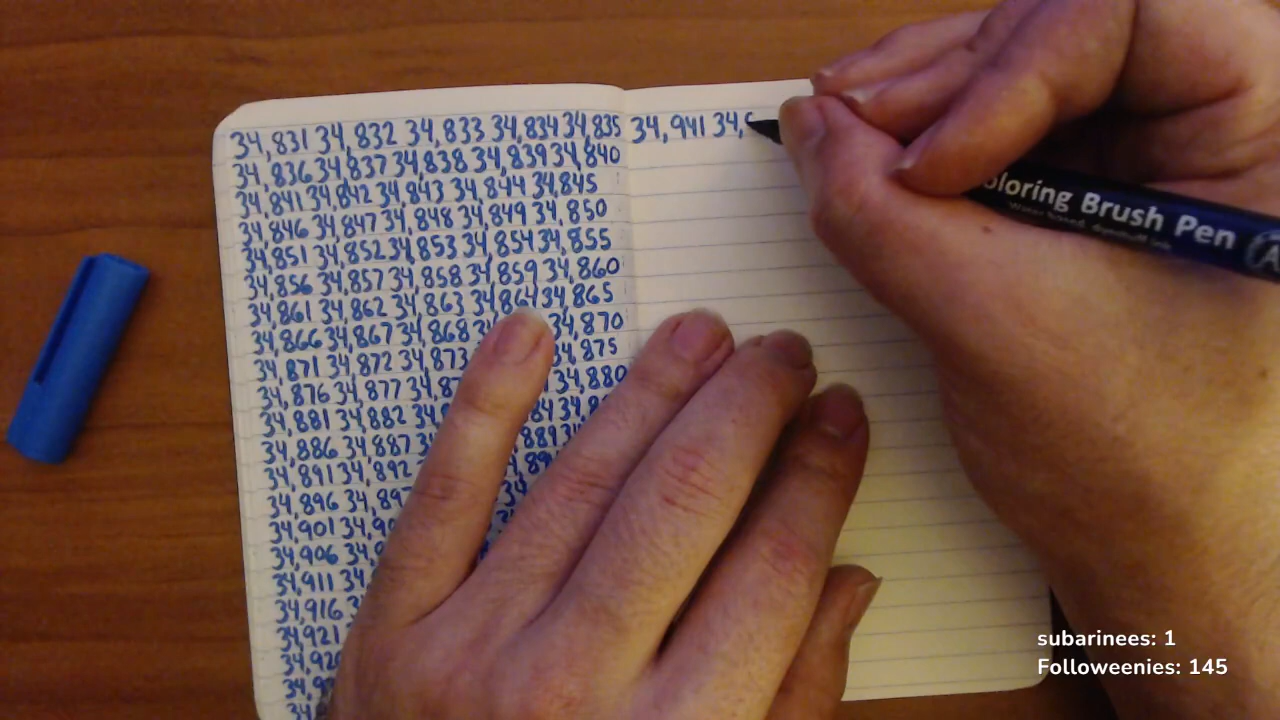 34,831 34,832 34,833 34,834 34,835
34,836 34,837 34,838 34,839 34,840
34,841 34,842 34,843 34,844 34,845
34,846 34,847 34,848 34,849 34,850
34,851 34,852 34,853 34,854 34,855
34,856 34,857 34,858 34,859 34,860
34,861 34,862 34,863 34,864 34,865
34,866 34,867 34,868 34,870
34,871 34,872 34,873 34,875
34,876 34,877 34,880
34,881 34,882
34,886 34,887
34,891 34,892
34,896 34,897
34,901
34,906
34,911
34,916
34,921
34,941 34,
Coloring Brush Pen
subarinees: 1
Followeenies: 145